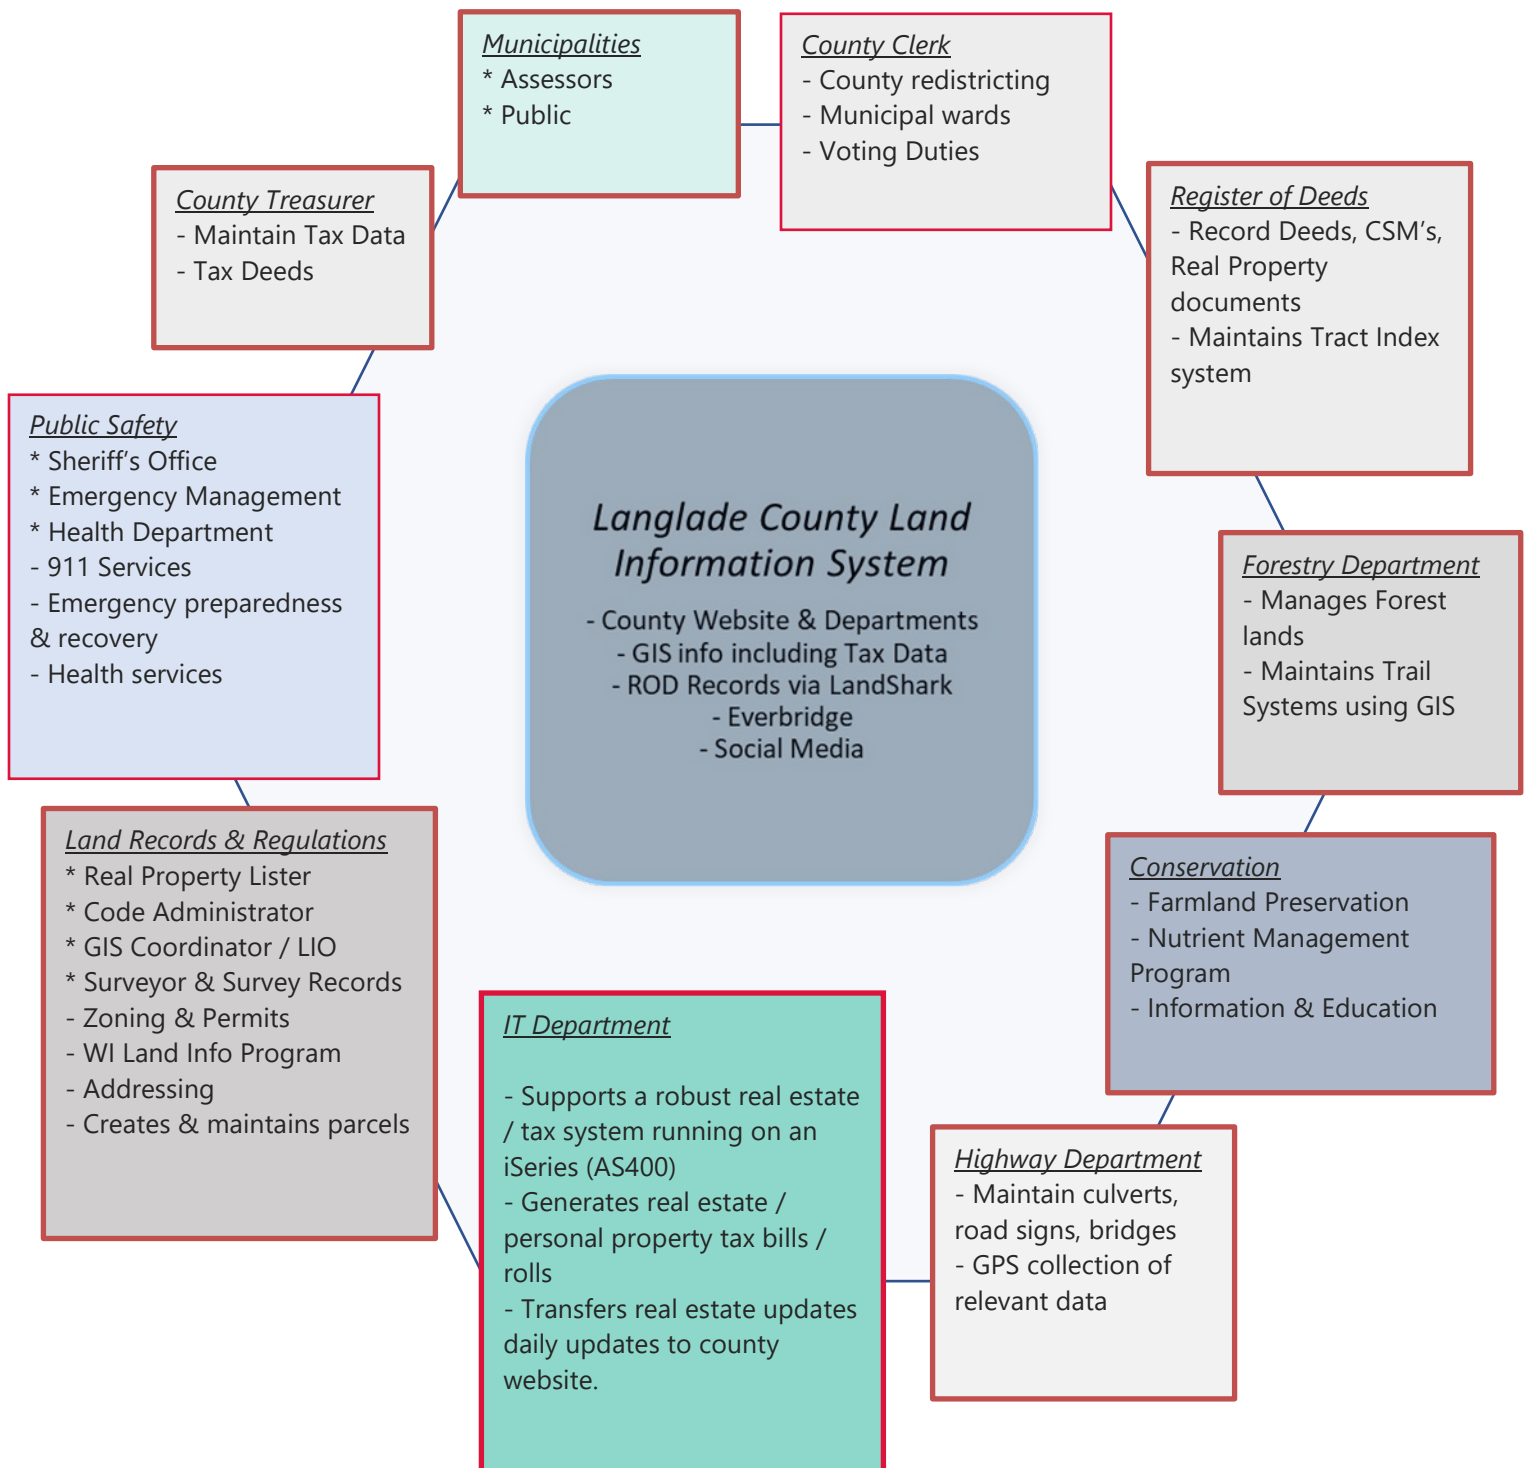 Municipalities
* Assessors
* Public
County Clerk
- County redistricting
- Municipal wards
- Voting Duties
County Treasurer
- Maintain Tax Data
- Tax Deeds
Register of Deeds
- Record Deeds, CSM’s,
Real Property
documents
- Maintains Tract Index
system
Public Safety
* Sheriff’s Office
* Emergency Management
* Health Department
- 911 Services
- Emergency preparedness
& recovery
- Health services
Langlade County Land
Information System
- County Website & Departments
- GIS info including Tax Data
- ROD Records via LandShark
- Everbridge
- Social Media
Forestry Department
- Manages Forest
lands
- Maintains Trail
Systems using GIS
Land Records & Regulations
* Real Property Lister
* Code Administrator
* GIS Coordinator / LIO
* Surveyor & Survey Records
- Zoning & Permits
- WI Land Info Program
- Addressing
- Creates & maintains parcels
Conservation
- Farmland Preservation
- Nutrient Management
Program
- Information & Education
IT Department
- Supports a robust real estate
/ tax system running on an
iSeries (AS400)
- Generates real estate /
personal property tax bills /
rolls
- Transfers real estate updates
daily updates to county
website.
Highway Department
- Maintain culverts,
road signs, bridges
- GPS collection of
relevant data